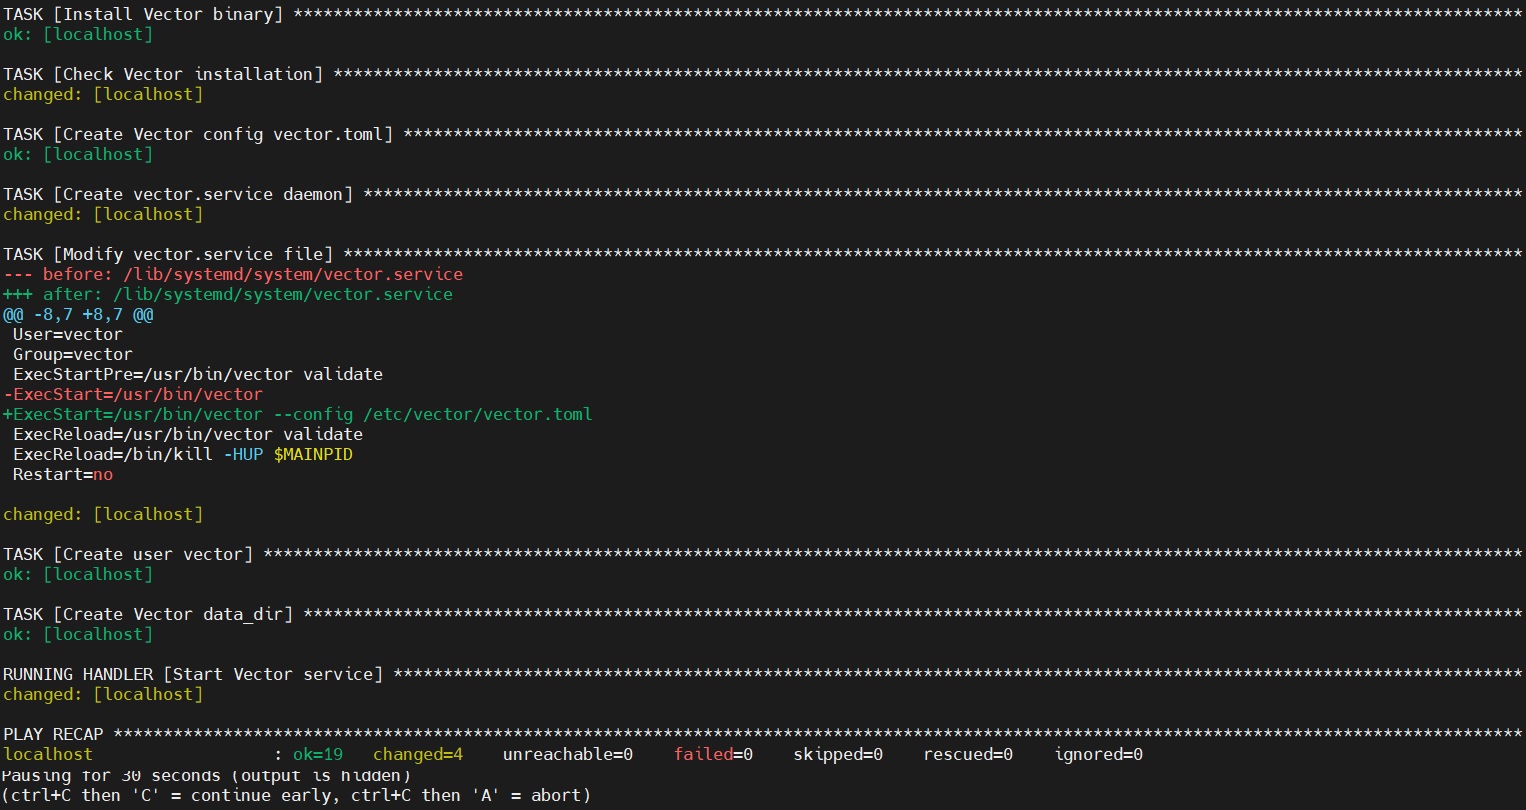 TASK [Install Vector binary] ***************************************************************************************************************************
ok: [localhost]
TASK [Check Vector installation] ***********************************************************************************************************************
changed: [localhost]
TASK [Create Vector config vector.toml] ****************************************************************************************************************
ok: [localhost]
TASK [Create vector.service daemon] ********************************************************************************************************************
changed: [localhost]
TASK [Modify vector.service file] **********************************************************************************************************************
--- before: /lib/systemd/system/vector.service
+++ after: /lib/systemd/system/vector.service
@@ -8,7 +8,7 @@
 User=vector
 Group=vector
 ExecStartPre=/usr/bin/vector validate
-ExecStart=/usr/bin/vector
+ExecStart=/usr/bin/vector --config /etc/vector/vector.toml
 ExecReload=/usr/bin/vector validate
 ExecReload=/bin/kill -HUP $MAINPID
 Restart=no
changed: [localhost]
TASK [Create user vector] ******************************************************************************************************************************
ok: [localhost]
TASK [Create Vector data_dir] **************************************************************************************************************************
ok: [localhost]
RUNNING HANDLER [Start Vector service] *****************************************************************************************************************
changed: [localhost]
PLAY RECAP *********************************************************************************************************************************************
localhost                  : ok=19   changed=4    unreachable=0    failed=0    skipped=0    rescued=0    ignored=0
Pausing for 30 seconds (output is hidden)
(ctrl+C then 'C' = continue early, ctrl+C then 'A' = abort)